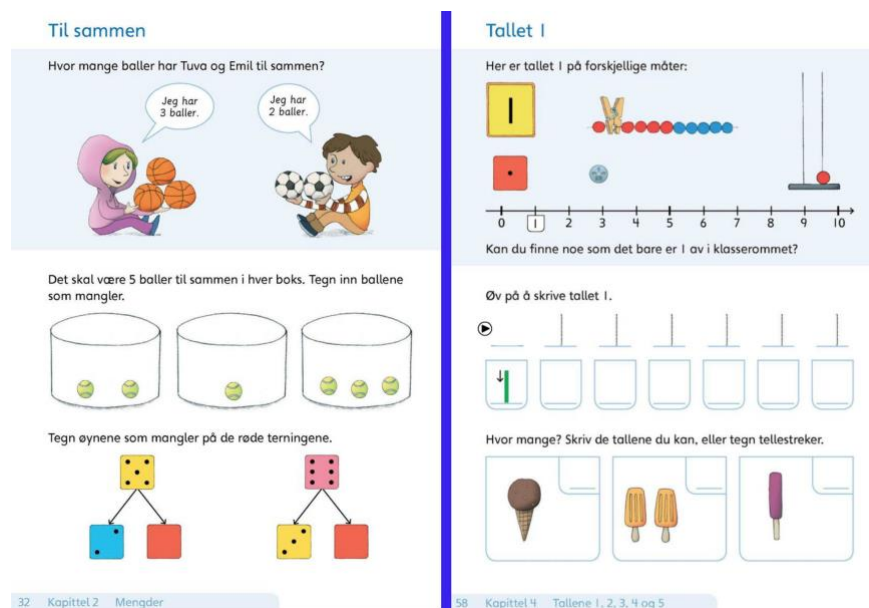 Til sammen
Hvor mange baller har Tuva og Emil til sammen?
Jeg har
3 baller.
Jeg har
2 baller.
Det skal være 5 baller til sammen i hver boks. Tegn inn ballene
som mangler.
Tegn øynene som mangler på de røde terningene.
32 Kapittel 2 Mengder
Tallet 1
Her er tallet 1 på forskjellige måter:
1
0 1 2 3 4 5 6 7 8 9 10
Kan du finne noe som det bare er 1 av i klasserommet?
Øv på å skrive tallet 1.
Hvor mange? Skriv de tallene du kan, eller tegn tellestreker.
58 Kapittel 4 Tallene 1, 2, 3, 4 og 5